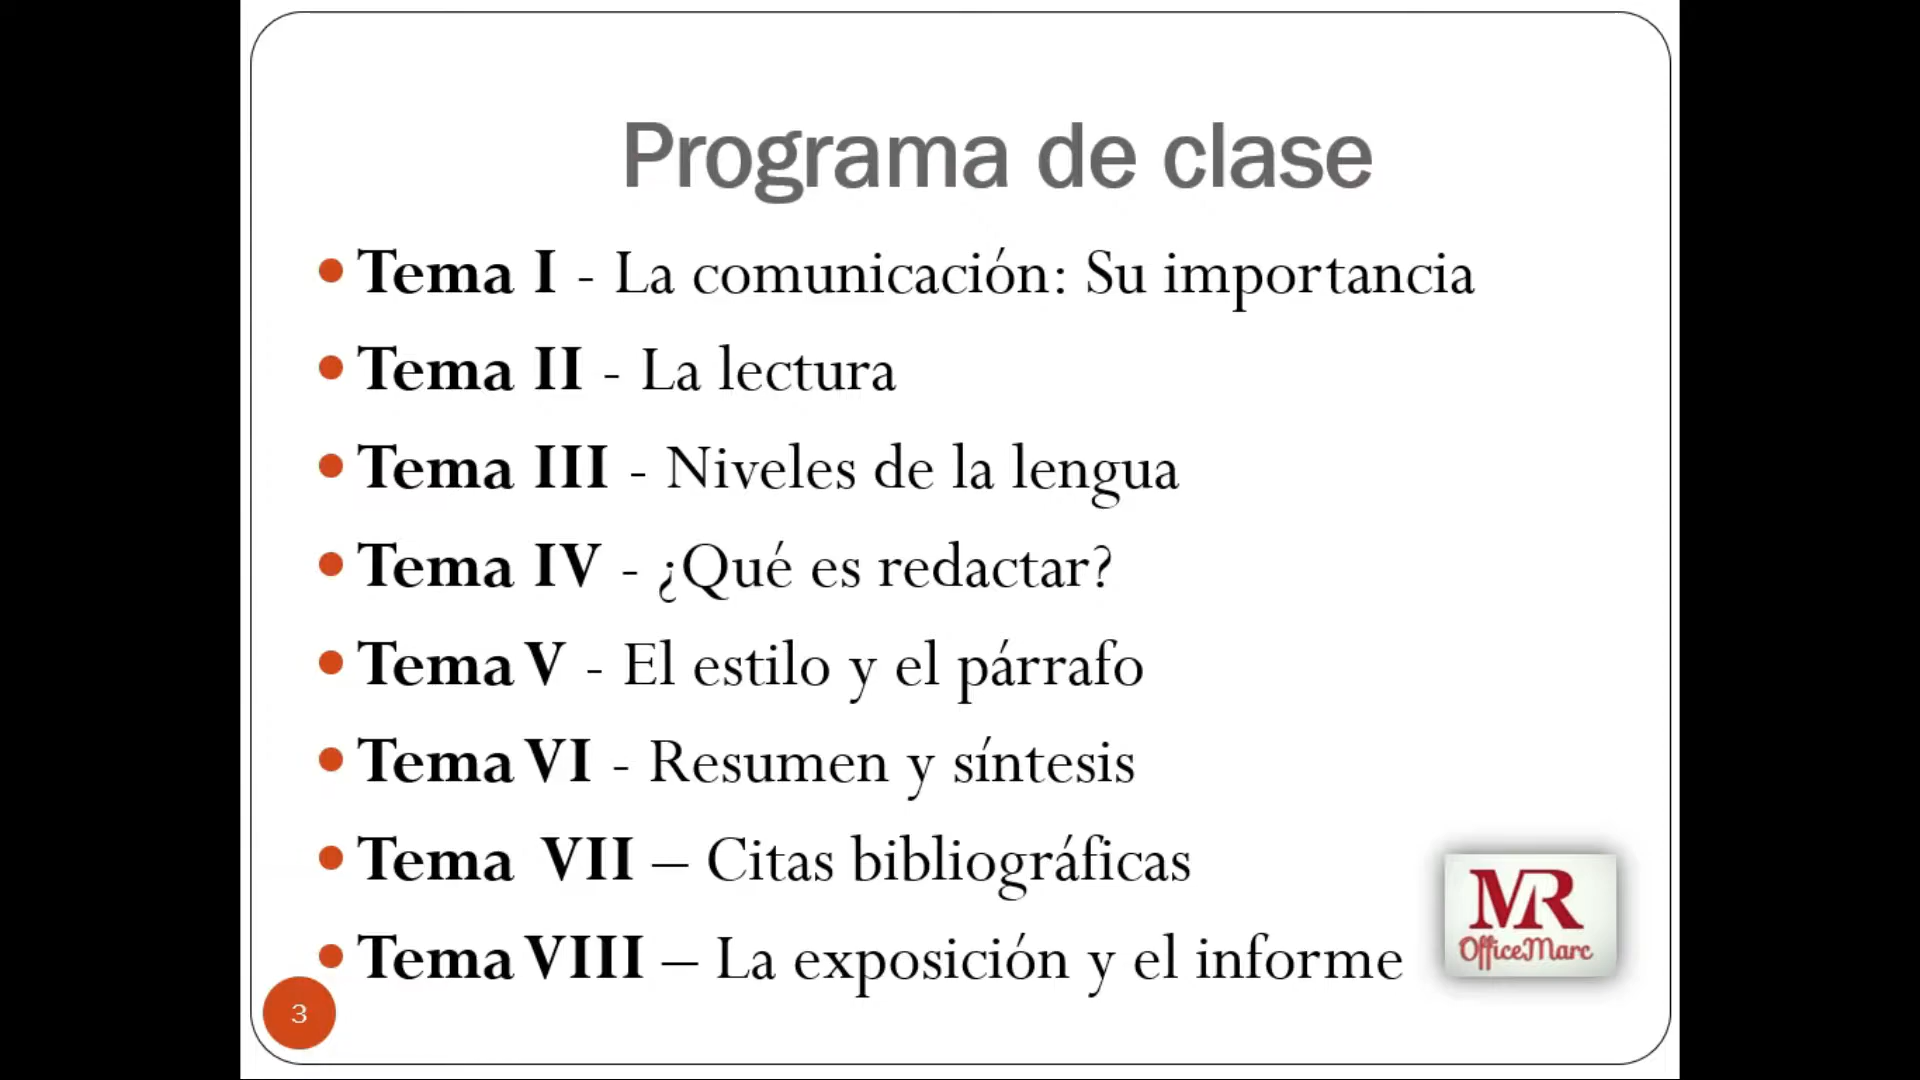 Programa de clase
• Tema I - La comunicación: Su importancia
• Tema II - La lectura
• Tema III - Niveles de la lengua
• Tema IV - ¿Qué es redactar?
• Tema V - El estilo y el párrafo
• Tema VI - Resumen y síntesis
• Tema VII – Citas bibliográficas
• Tema VIII – La exposición y el informe
MR
OfficeMarc
3